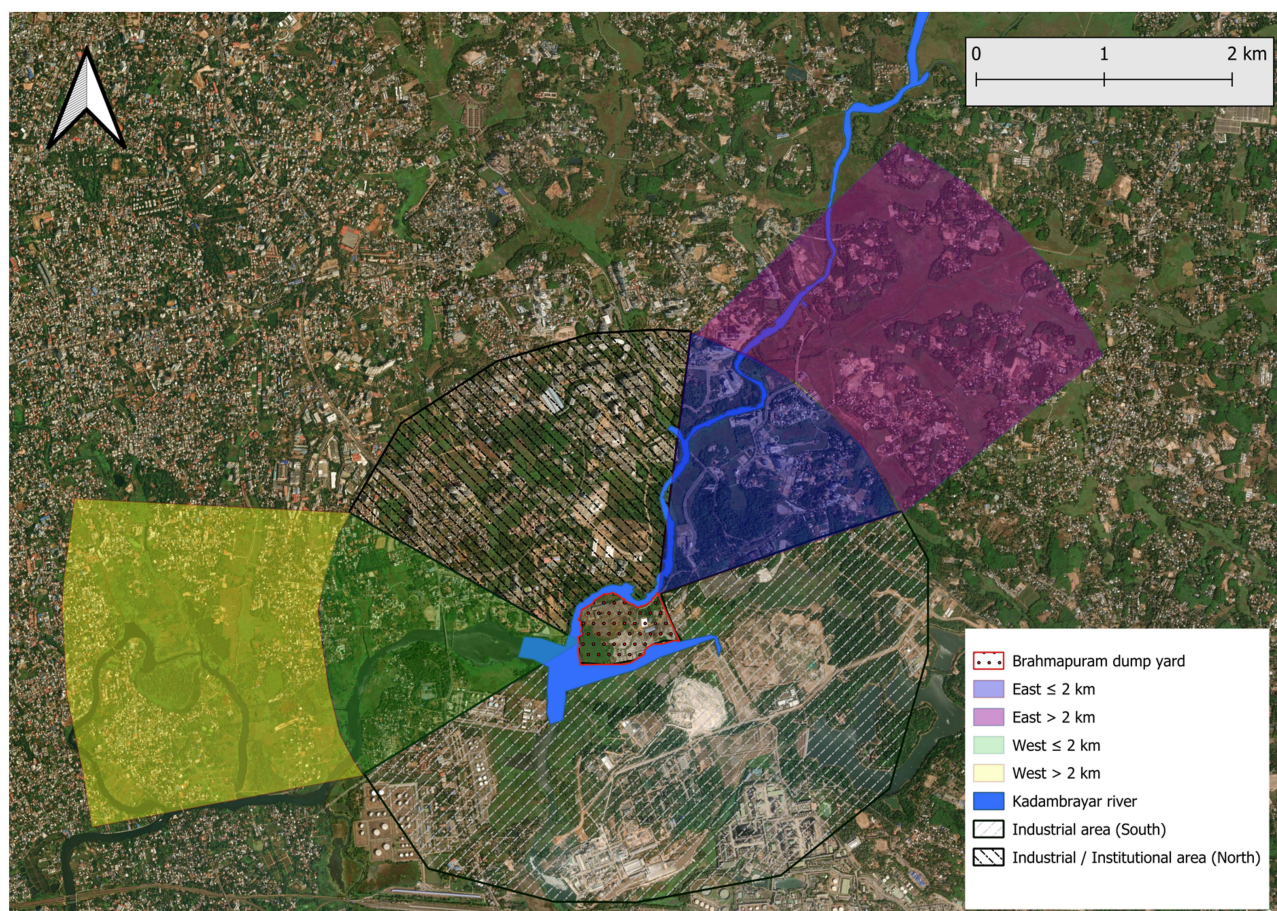 0 1 2 km
Brahmapuram dump yard
East ≤ 2 km
East > 2 km
West ≤ 2 km
West > 2 km
Kadambrayar river
Industrial area (South)
Industrial / Institutional area (North)